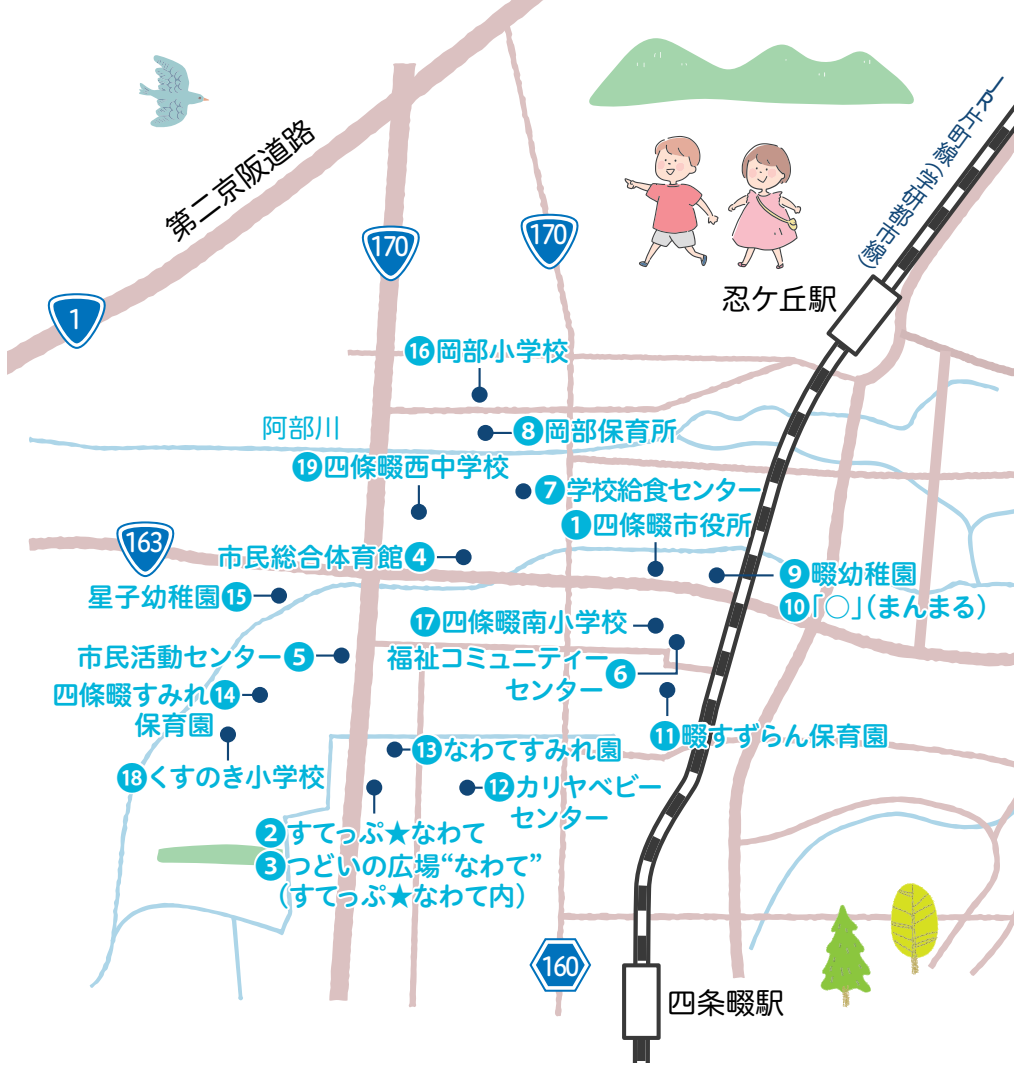 第二京阪道路
JR片町線(学研都市線)
170
170
1
忍ケ丘駅
⑯岡部小学校
阿部川
⑧岡部保育所
⑲四條畷西中学校
⑦学校給食センター
①四條畷市役所
163
市民総合体育館④
⑨畷幼稚園
⑩「○」(まんまる)
星子幼稚園⑮
⑰四條畷南小学校
市民活動センター⑤
福祉コミュニティー
センター⑥
四條畷すみれ⑭
保育園
⑪畷すずらん保育園
⑬なわてすみれ園
⑱くすのき小学校
⑫カリヤベビー
センター
②すてっぷ★なわて
③つどいの広場“なわて”
(すてっぷ★なわて内)
160
四条畷駅